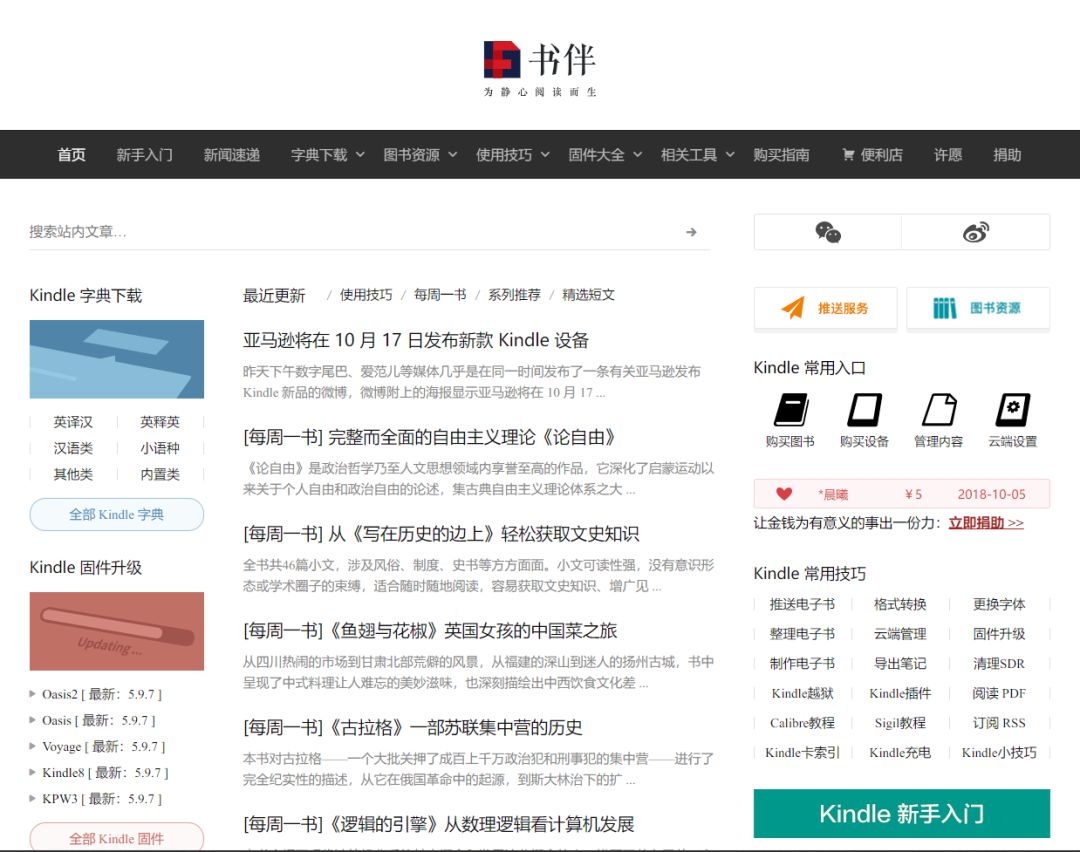 书伴
为静心阅读而生
首页 新手入门 新闻速递 字典下载 图书资源 使用技巧 固件大全 相关工具 购买指南 便利店 许愿 捐助
搜索站内文章…
Kindle 字典下载
英译汉 英释英
汉语类 小语种
其他类 内置类
全部 Kindle 字典
Kindle 固件升级
Updating...
Oasis2 [ 最新：5.9.7 ]
Oasis [ 最新：5.9.7 ]
Voyage [ 最新：5.9.7 ]
Kindle8 [ 最新：5.9.7 ]
KPW3 [ 最新：5.9.7 ]
全部 Kindle 固件
最近更新 / 使用技巧 / 每周一书 / 系列推荐 / 精选短文
亚马逊将在 10 月 17 日发布新款 Kindle 设备
昨天下午数字尾巴、爱范儿等媒体几乎是在同一时间发布了一条有关亚马逊发布
Kindle 新品的微博，微博附上的海报显示亚马逊将在 10 月 17 ...
[每周一书] 完整而全面的自由主义理论《论自由》
《论自由》是政治哲学乃至人文思想领域内享誉至高的作品，它深化了启蒙运动以
来关于个人自由和政治自由的论述，集古典自由主义理论体系之大 ...
[每周一书] 从《写在历史的边上》轻松获取文史知识
全书共46篇小文，涉及风俗、制度、史书等方方面面。小文可读性强，没有意识形
态或学术圈子的束缚，适合随时随地阅读，容易获取文史知识、增广见 ...
[每周一书]《鱼翅与花椒》英国女孩的中国菜之旅
从四川热闹的市场到甘肃北部荒僻的风景，从福建的深山到迷人的扬州古城，书中
呈现了中式料理让人难忘的美妙滋味，也深刻描绘出中西饮食文化差 ...
[每周一书]《古拉格》一部苏联集中营的历史
本书对古拉格——一个大批关押了成百上千万政治犯和刑事犯的集中营——进行了
完全纪实性的描述，从它在俄国革命中的起源，到斯大林治下的扩 ...
[每周一书]《逻辑的引擎》从数理逻辑看计算机发展
推送服务 图书资源
Kindle 常用入口
购买图书 购买设备 管理内容 云端设置
*晨曦 ￥5 2018-10-05
让金钱为有意义的事出一份力：立即捐助 >>
Kindle 常用技巧
推送电子书 格式转换 更换字体
整理电子书 云端管理 固件升级
制作电子书 导出笔记 清理SDR
Kindle越狱 Kindle插件 阅读 PDF
Calibre教程 Sigil教程 订阅 RSS
Kindle卡索引 Kindle充电 Kindle小技巧
Kindle 新手入门